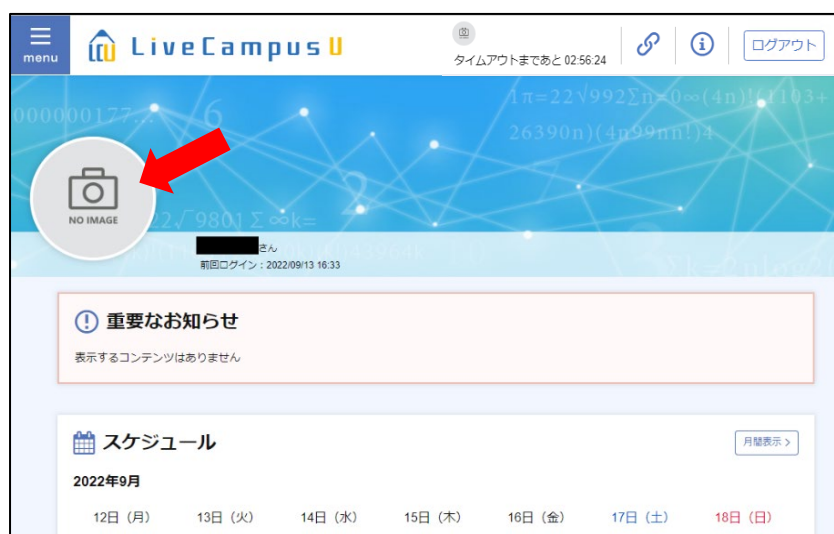 menu
LiveCampusU
タイムアウトまであと 02:56:24
ログアウト
NO IMAGE
さん
前回ログイン：2022/09/13 16:33
重要なお知らせ
表示するコンテンツはありません
スケジュール
月間表示 >
2022年9月
12日（月） 13日（火） 14日（水） 15日（木） 16日（金） 17日（土） 18日（日）